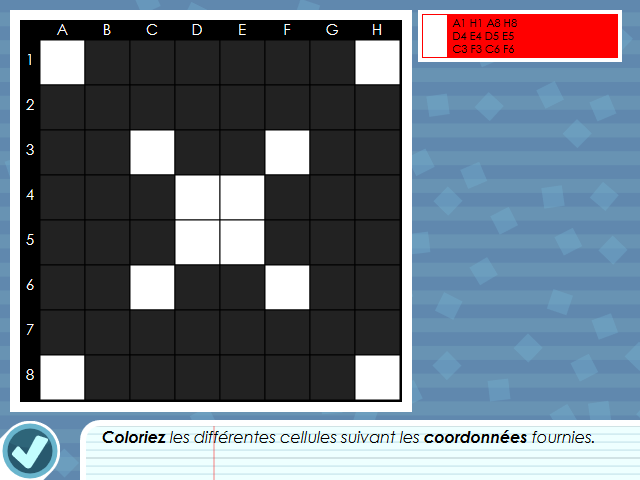 A B C D E F G H
1
2
3
4
5
6
7
8
A1 H1 A8 H8
D4 E4 D5 E5
C3 F3 C6 F6
Coloriez les différentes cellules suivant les coordonnées fournies.